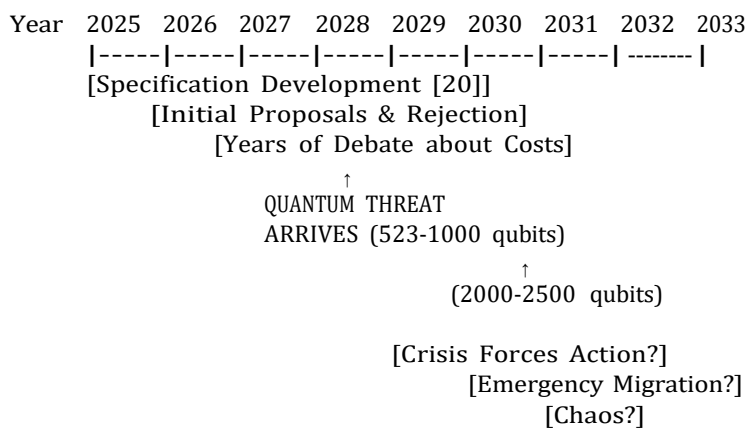 Year 2025 2026 2027 2028 2029 2030 2031 2032 2033
|-----|-----|-----|-----|-----|-----|-----| -------- |
[Specification Development [20]]
[Initial Proposals & Rejection]
[Years of Debate about Costs]
↑
QUANTUM THREAT
ARRIVES (523-1000 qubits)
↑
(2000-2500 qubits)
[Crisis Forces Action?]
[Emergency Migration?]
[Chaos?]